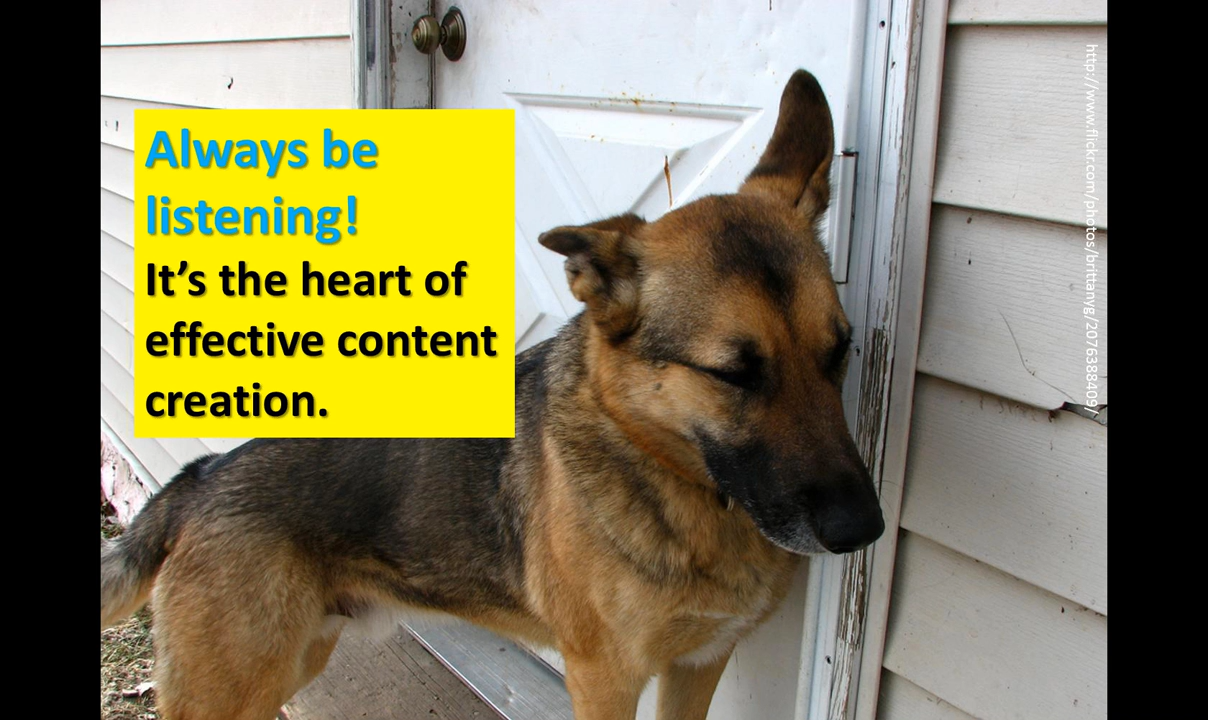 Always be
listening!
It’s the heart of
effective content
creation.
http://www.flickr.com/photos/brittanyg/2076388409/